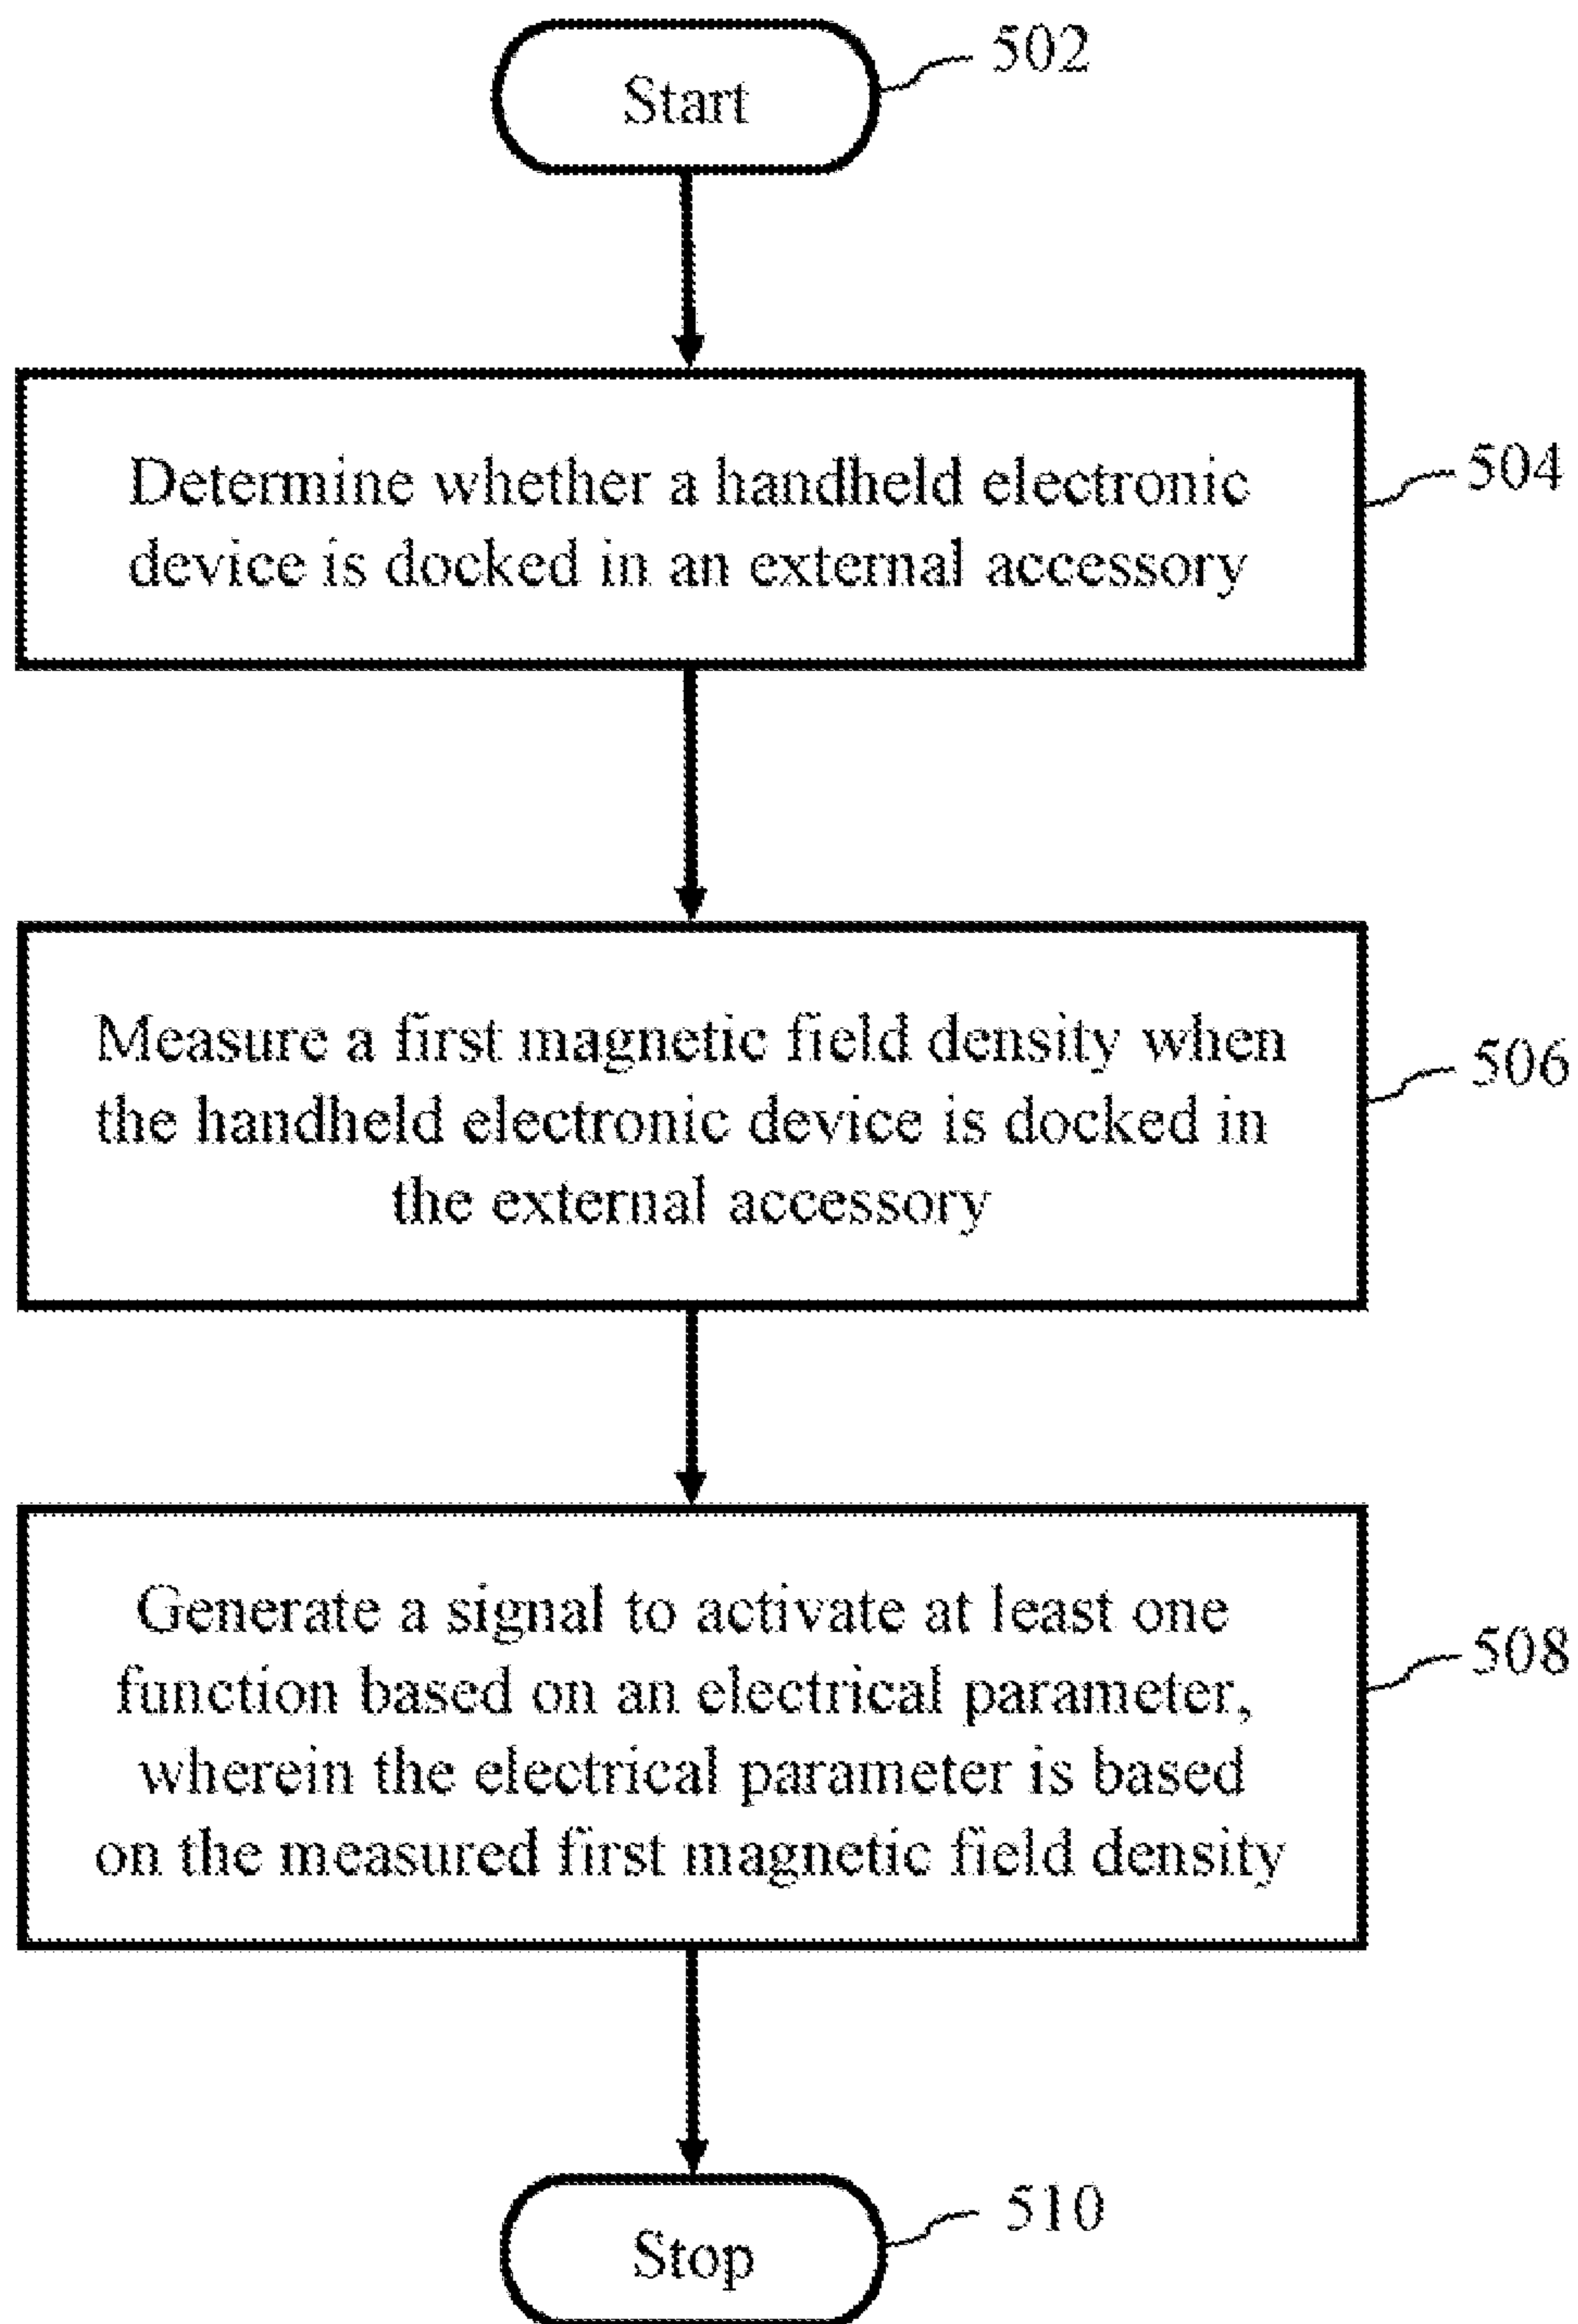 502
Start
504
Determine whether a handheld electronic
device is docked in an external accessory
506
Measure a first magnetic field density when
the handheld electronic device is docked in
the external accessory
508
Generate a signal to activate at least one
function based on an electrical parameter,
wherein the electrical parameter is based
on the measured first magnetic field density
510
Stop